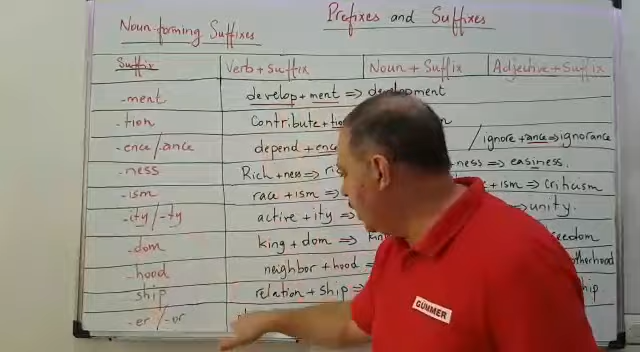 Prefixes and Suffixes
Noun-forming Suffixes
Suffix Verb + suffix Noun + Suffix Adjective + Suffix
-ment develop + ment ⇒ development
-tion Contribute + tion
-ence/-ance depend + ence /ignore + ance ⇒ ignorance
-ness Rich + ness ⇒ + ness ⇒ easiness.
-ism race + ism ⇒ + ism ⇒ criticism
-ity/-ty active + ity ⇒ ⇒ unity.
-dom king + dom ⇒
-hood neighbor + hood ⇒
ship relation + ship ⇒
-er/-or
GÜMMER